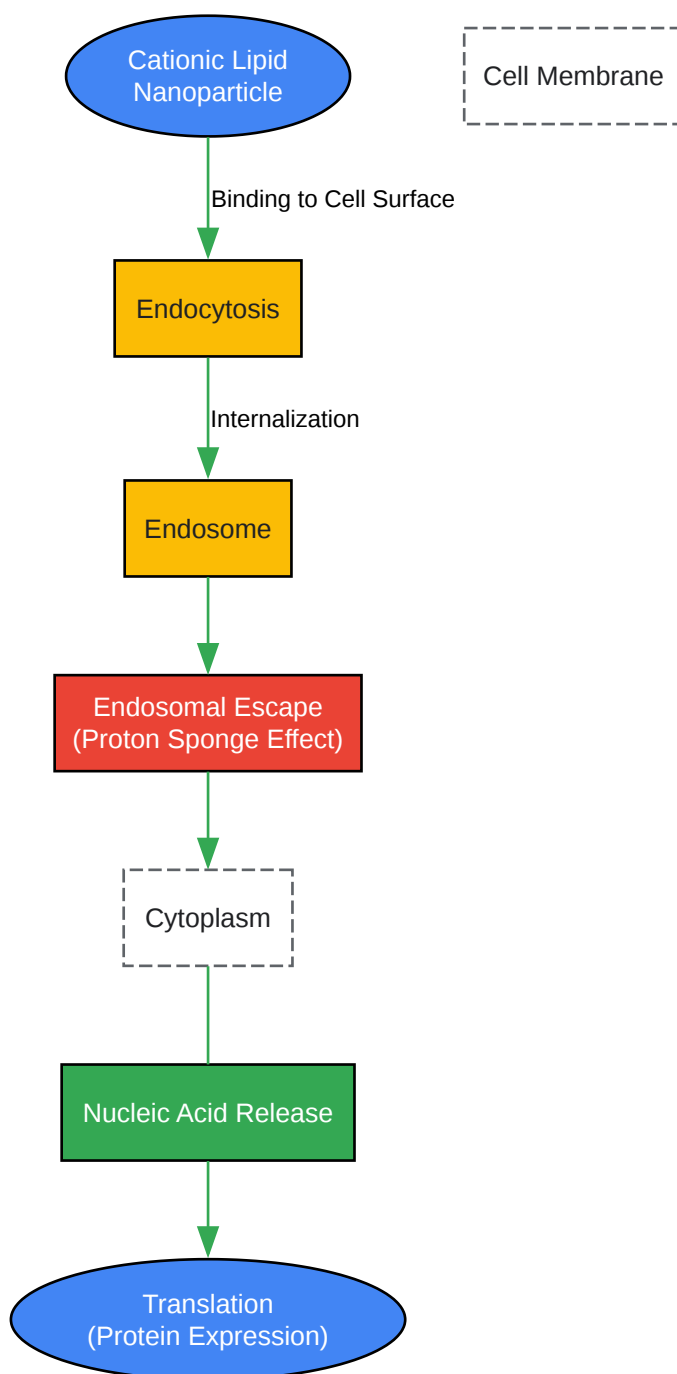 Cationic Lipid
Nanoparticle
Cell Membrane
Binding to Cell Surface
Endocytosis
Internalization
Endosome
Endosomal Escape
(Proton Sponge Effect)
Cytoplasm
Nucleic Acid Release
Translation
(Protein Expression)